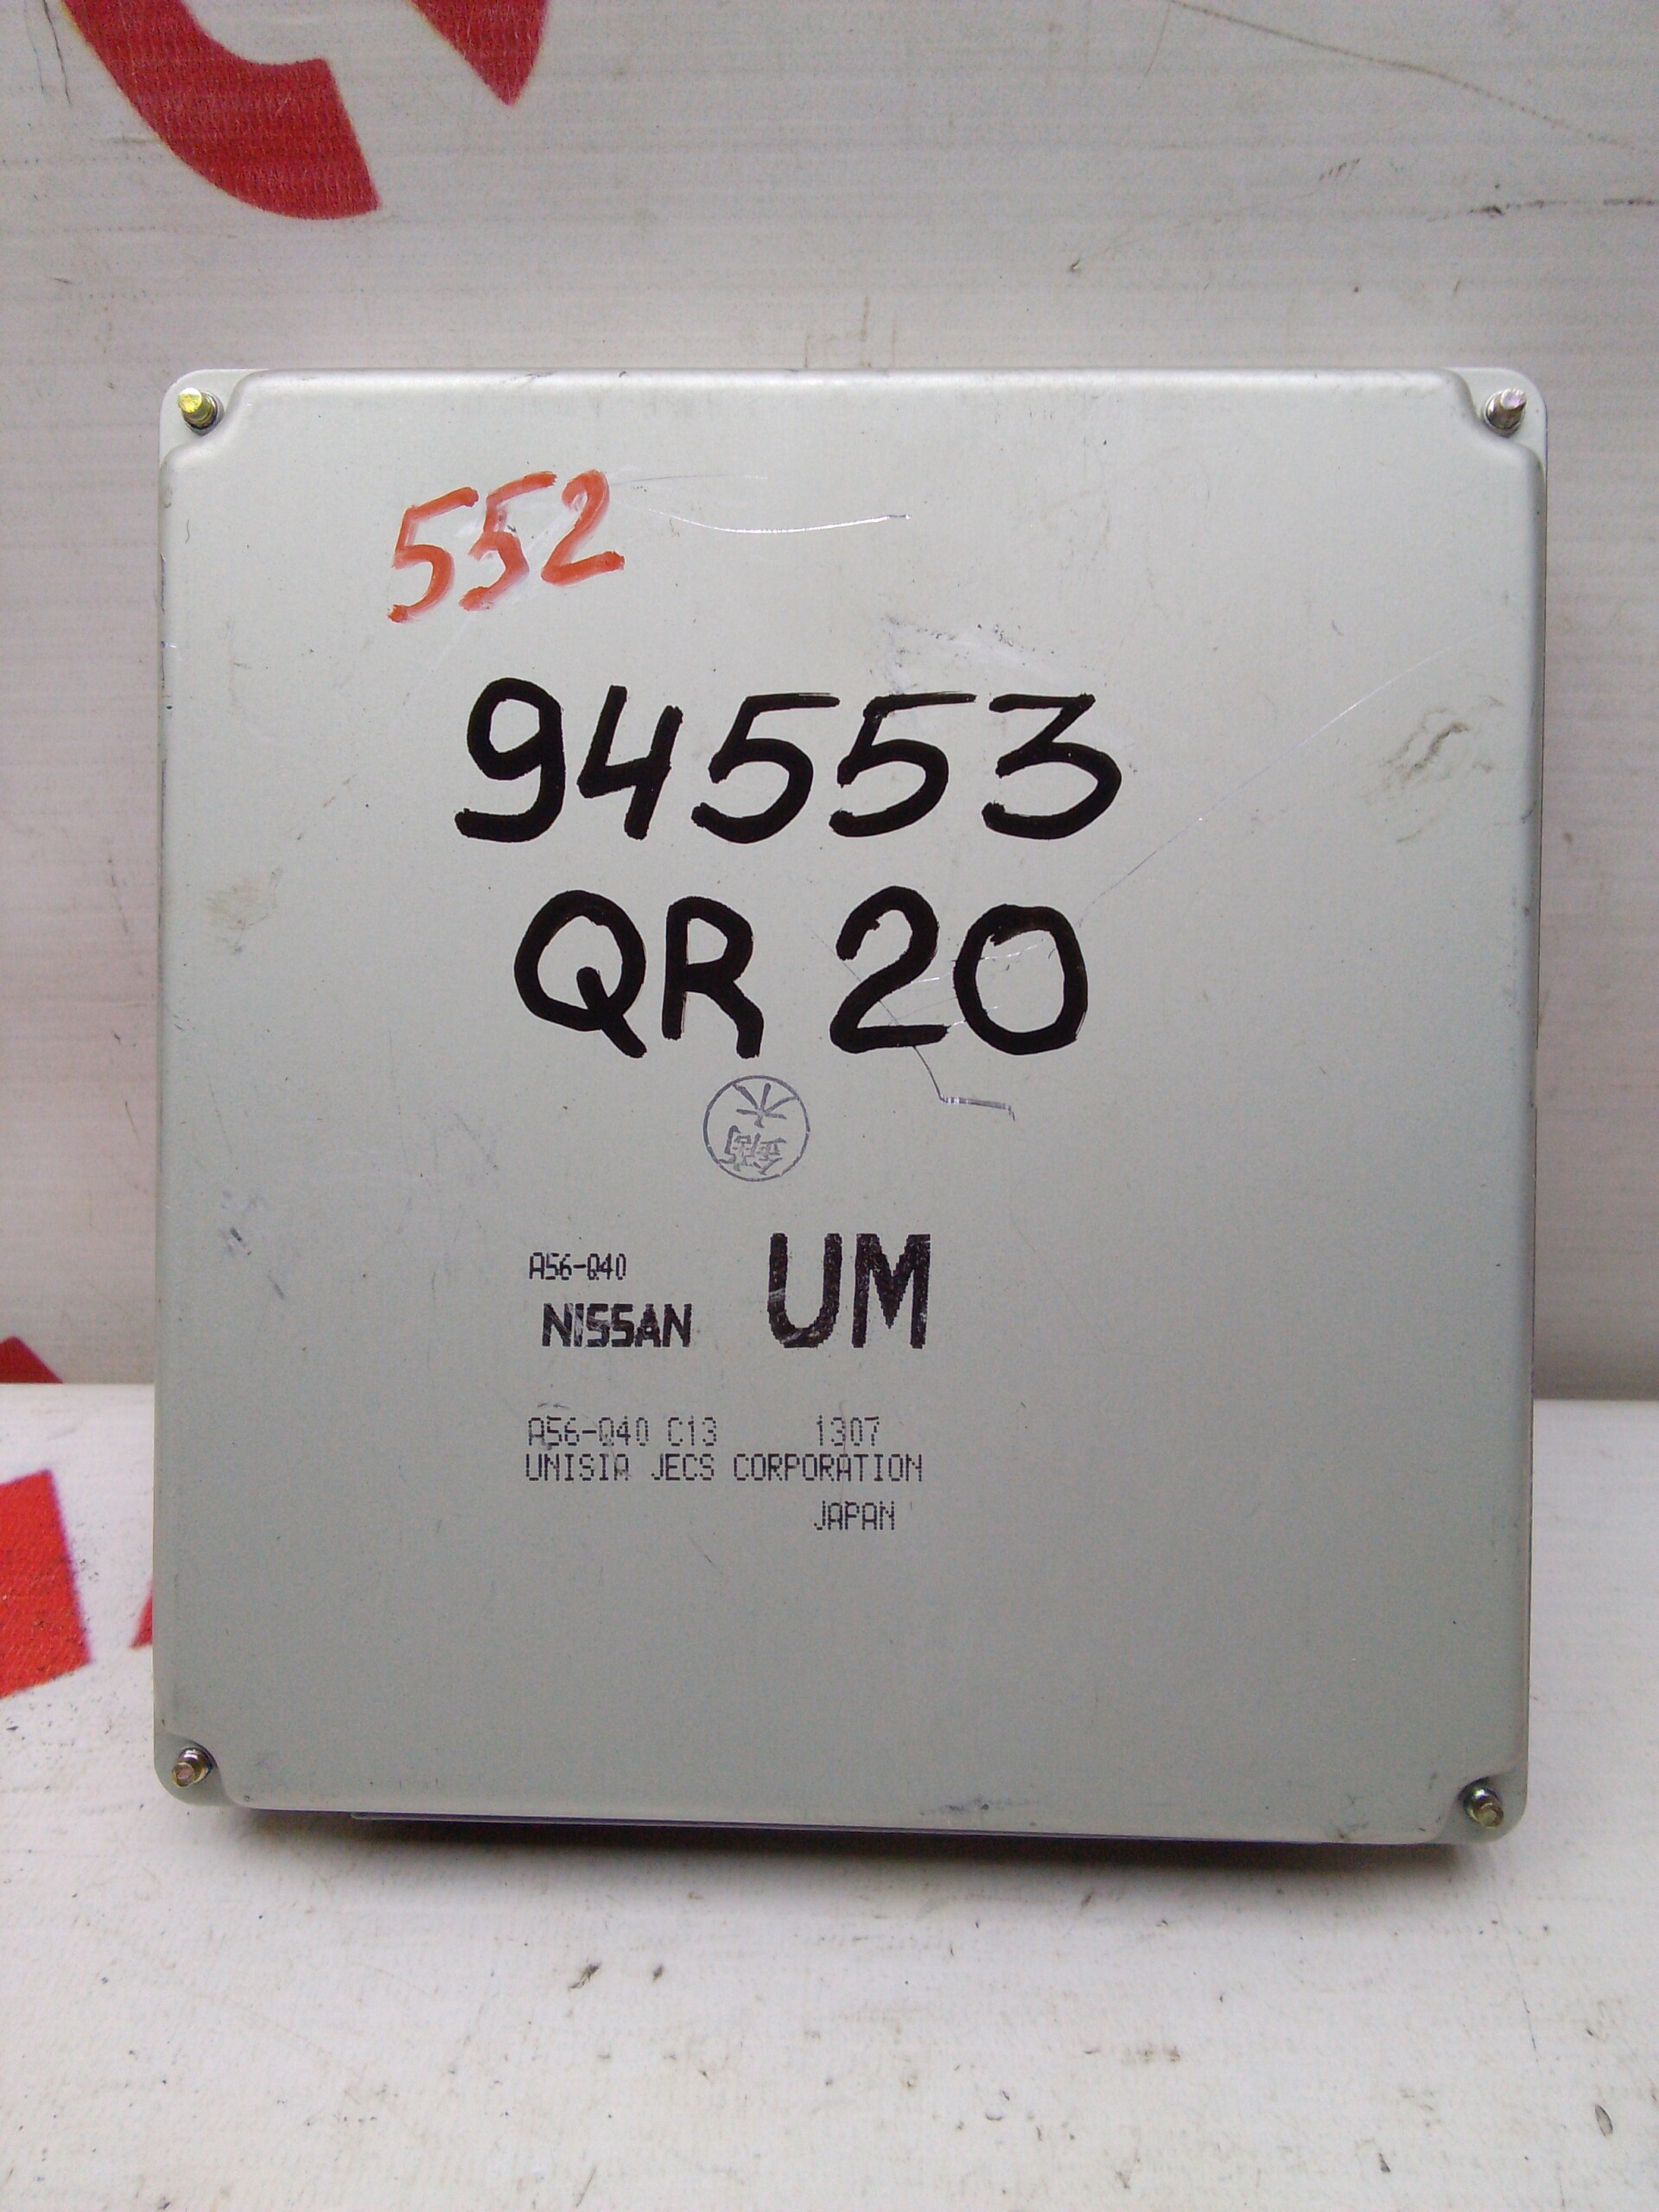 552
94553
QR 20
A56-Q40
NISSAN UM
A56-Q40 C13 1307
UNISIA JECS CORPORATION
JAPAN